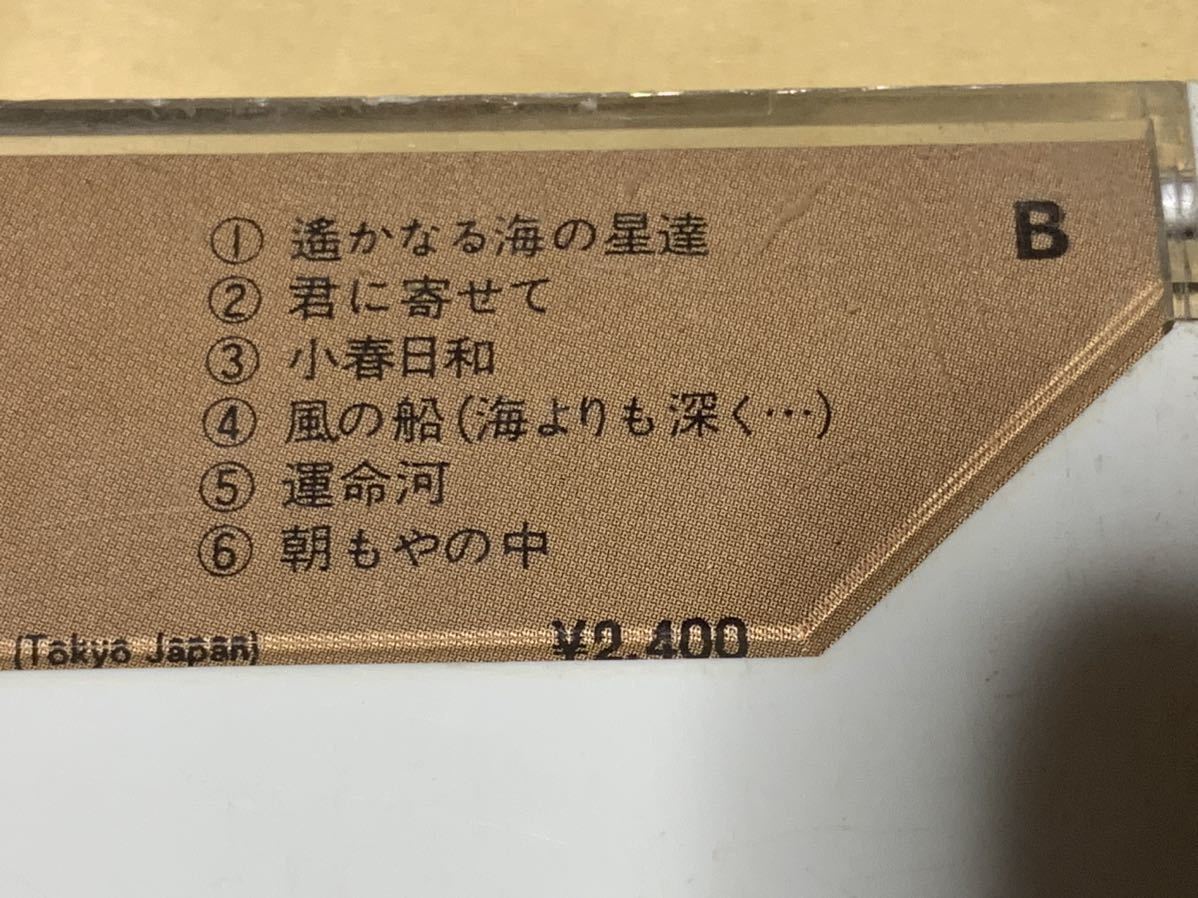 B
① 遙かなる海の星達
② 君に寄せて
③ 小春日和
④ 風の船(海よりも深く…)
⑤ 運命河
⑥ 朝もやの中
(Tokyo Japan)
¥2,400